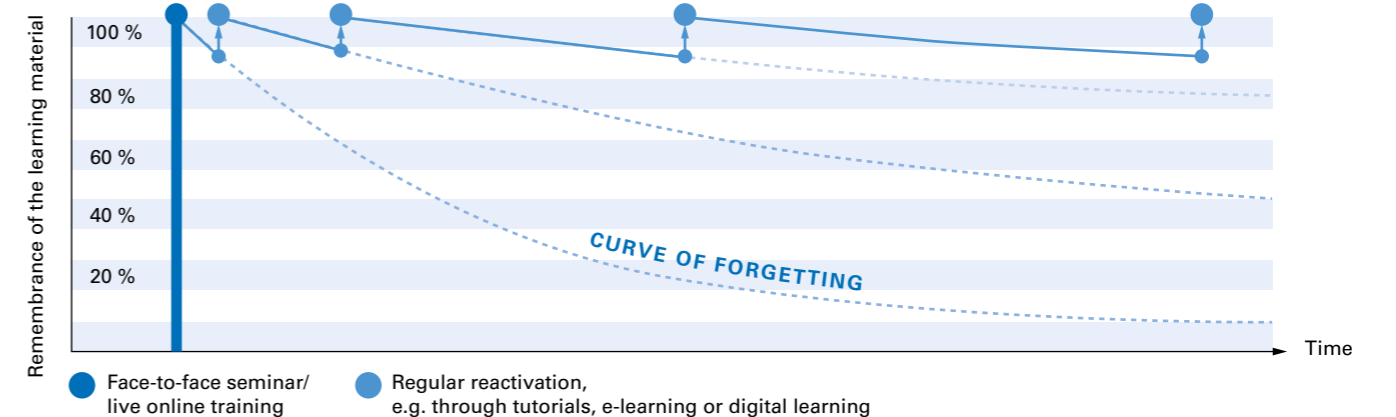 Remembrance of the learning material
100 %
80 %
60 %
40 %
20 %
CURVE OF FORGETTING
Time
Face-to-face seminar/
live online training
Regular reactivation,
e.g. through tutorials, e-learning or digital learning